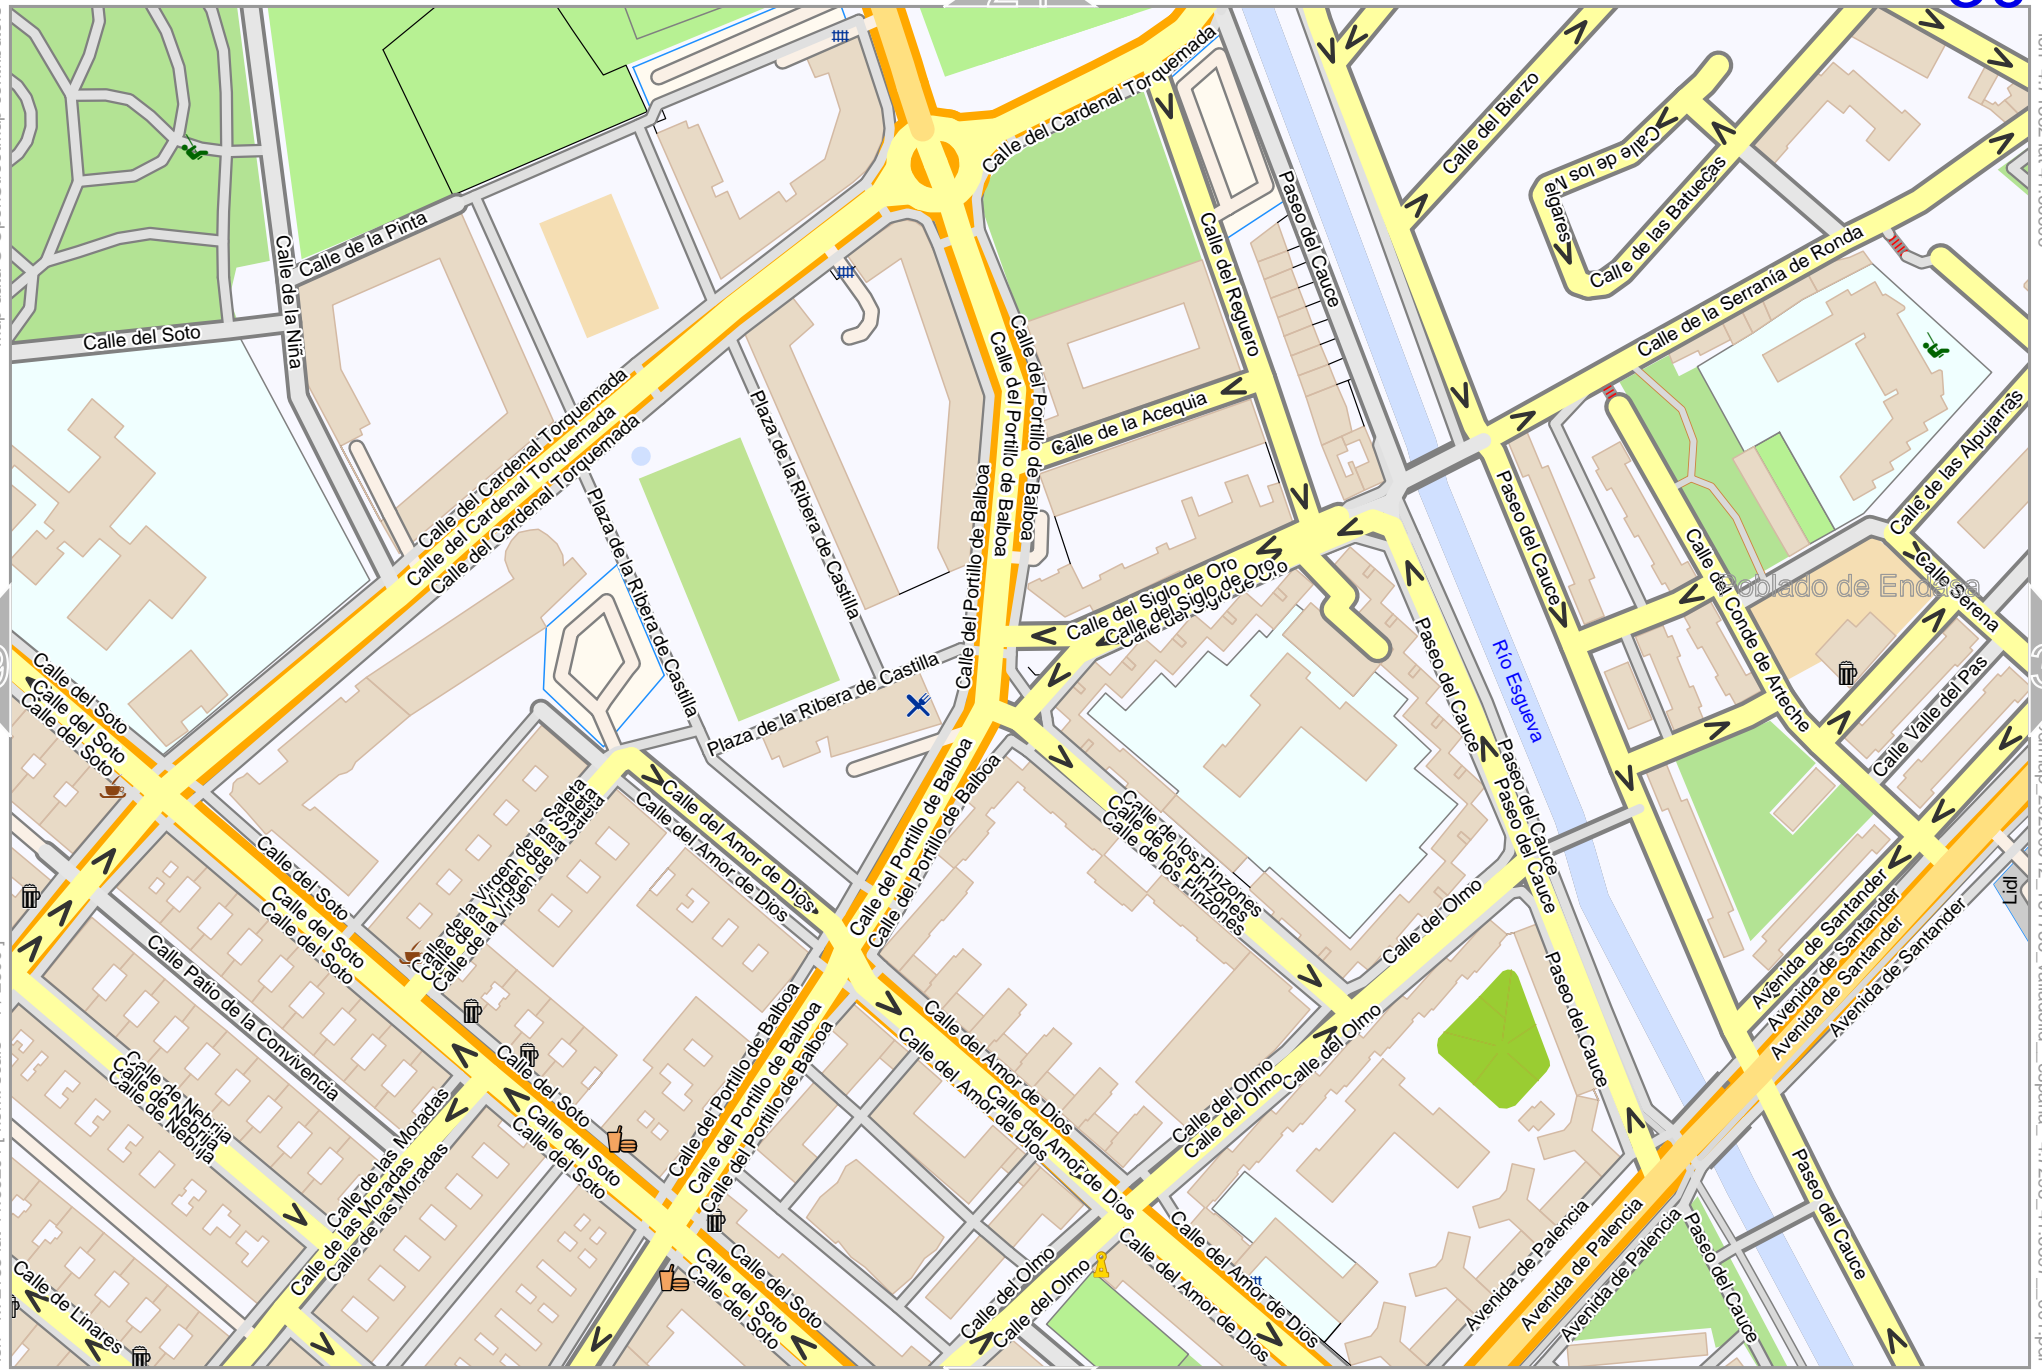 Calle del Cardenal Torquemada
Calle del Bierzo
Calle de los Melgares
Calle de las Batuecas
Paseo del Cauce
Calle del Reguero
Calle de la Pinta
Calle de la Niña
Calle del Soto
Calle de la Serranía de Ronda
Calle del Portillo de Balboa
Calle del Portillo de Balboa
Calle de la Acequia
Calle del Cardenal Torquemada
Calle del Cardenal Torquemada
Calle del Cardenal Torquemada
Plaza de la Ribera de Castilla
Plaza de la Ribera de Castilla
Calle del Portillo de Balboa
Paseo del Cauce
Calle de las Alpujarras
Calle del Conde de Arteche
Poblado de Endasa
Calle Serena
Calle del Siglo de Oro
Calle del Siglo de Oro
Calle del Siglo de Oro
Paseo del Cauce
Río Esgueva
Calle Valle del Pas
Plaza de la Ribera de Castilla
Calle del Soto
Calle del Soto
Calle del Soto
Calle del Amor de Dios
Calle del Amor de Dios
Calle de la Virgen de la Saleta
Calle de la Virgen de la Saleta
Calle de la Virgen de la Saleta
Calle del Portillo de Balboa
Calle del Portillo de Balboa
Calle de los Pinzones
Calle de los Pinzones
Calle de los Pinzones
Paseo del Cauce
Paseo del Cauce
Calle del Olmo
Lidl
Calle del Soto
Calle del Soto
Calle del Soto
Calle Patio de la Convivencia
Avenida de Santander
Avenida de Santander
Avenida de Santander
Avenida de Santander
Paseo del Cauce
Calle del Portillo de Balboa
Calle del Portillo de Balboa
Calle del Portillo de Balboa
Calle del Amor de Dios
Calle del Amor de Dios
Calle del Amor de Dios
Calle del Olmo
Calle del Olmo
Calle del Olmo
Calle de Nebrija
Calle de Nebrija
Calle de Nebrija
Calle del Soto
Calle del Soto
Calle del Soto
Calle de las Moradas
Calle de las Moradas
Calle de las Moradas
Paseo del Cauce
Avenida de Palencia
Avenida de Palencia
Avenida de Palencia
Paseo del Cauce
Calle de Linares
Calle del Soto
Calle del Soto
Calle del Soto
Calle del Olmo
Calle del Olmo
Calle del Amor de Dios
Calle del Amor de Dios